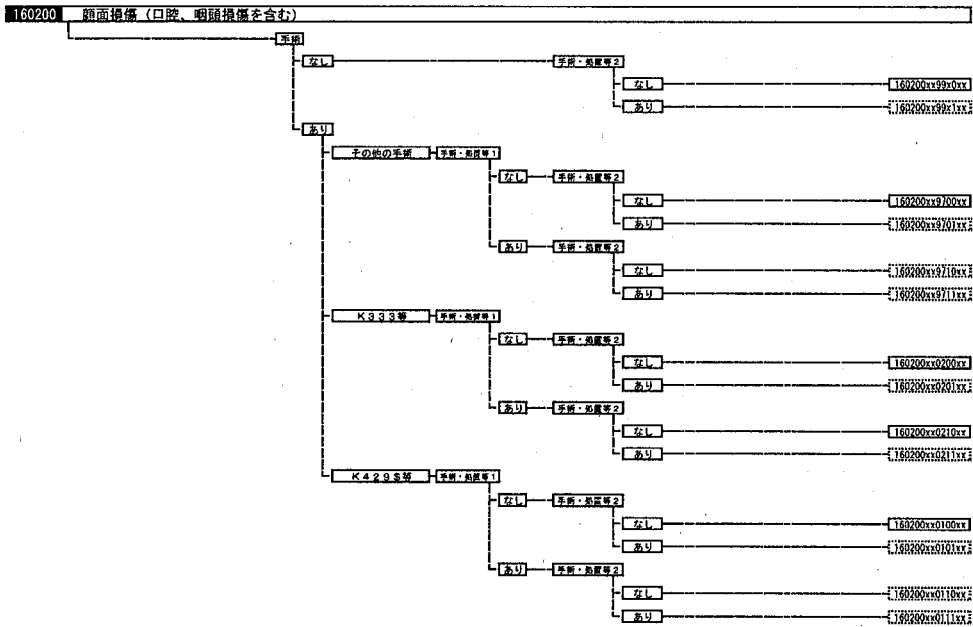 160200 顔面損傷（口腔、咽頭損傷を含む）
手術
なし 手術・処置等2
なし 160200xx99x0xx
あり 160200xx99x1xx
あり
その他の手術 手術・処置等1
なし 手術・処置等2
なし 160200xx9700xx
あり 160200xx9701xx
あり 手術・処置等2
なし 160200xx9710xx
あり 160200xx9711xx
K333等 手術・処置等1
なし 手術・処置等2
なし 160200xx0200xx
あり 160200xx0201xx
あり 手術・処置等2
なし 160200xx0210xx
あり 160200xx0211xx
K429$等 手術・処置等1
なし 手術・処置等2
なし 160200xx0100xx
あり 160200xx0101xx
あり 手術・処置等2
なし 160200xx0110xx
あり 160200xx0111xx